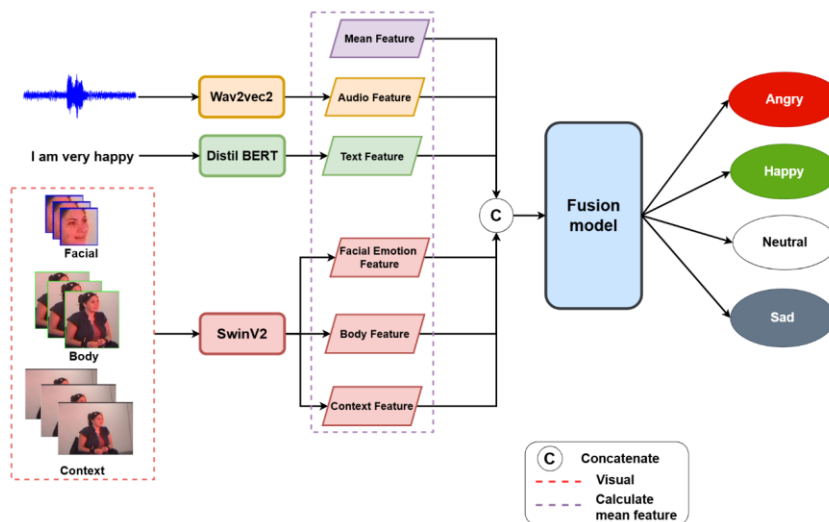 Mean Feature
Wav2vec2
Audio Feature
I am very happy
Distil BERT
Text Feature
Facial
Body
Context
SwinV2
Facial Emotion
Feature
Body Feature
Context Feature
C
Fusion
model
Angry
Happy
Neutral
Sad
C Concatenate
Visual
Calculate
mean feature